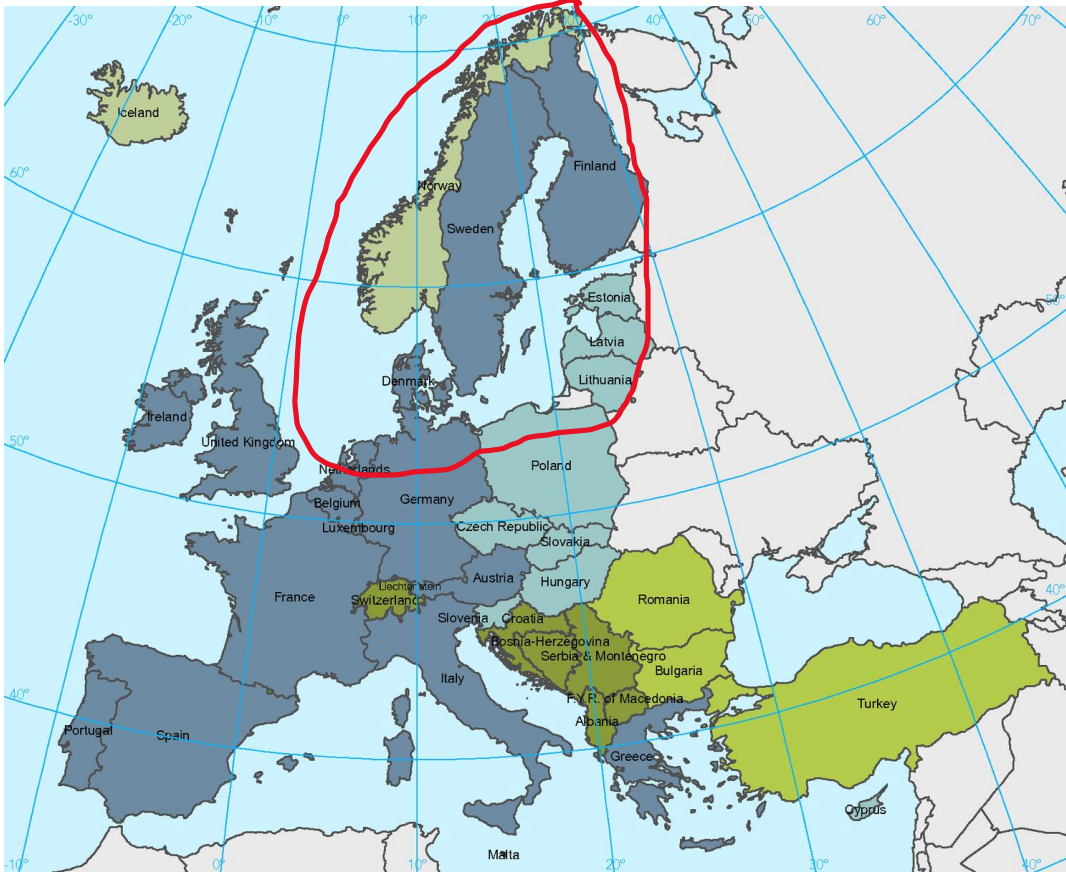 -30°
-20°
-10°
0°
10°
20°
30°
40°
50°
60°
70°
Iceland
60°
Finland
Norway
Sweden
Estonia
50°
Latvia
Denmark
Lithuania
Ireland
50°
United Kingdom
Netherlands
Poland
Germany
Belgium
Czech Republic
Luxembourg
Slovakia
Austria
Hungary
Liechtenstein
40°
France
Switzerland
Romania
Slovenia
Croatia
Bosnia-Herzegovina
Serbia & Montenegro
Bulgaria
Italy
40°
F.Y.R. of Macedonia
Turkey
Albania
Portugal
Spain
Greece
Cyprus
Malta
-10°
0°
10°
20°
30°
40°